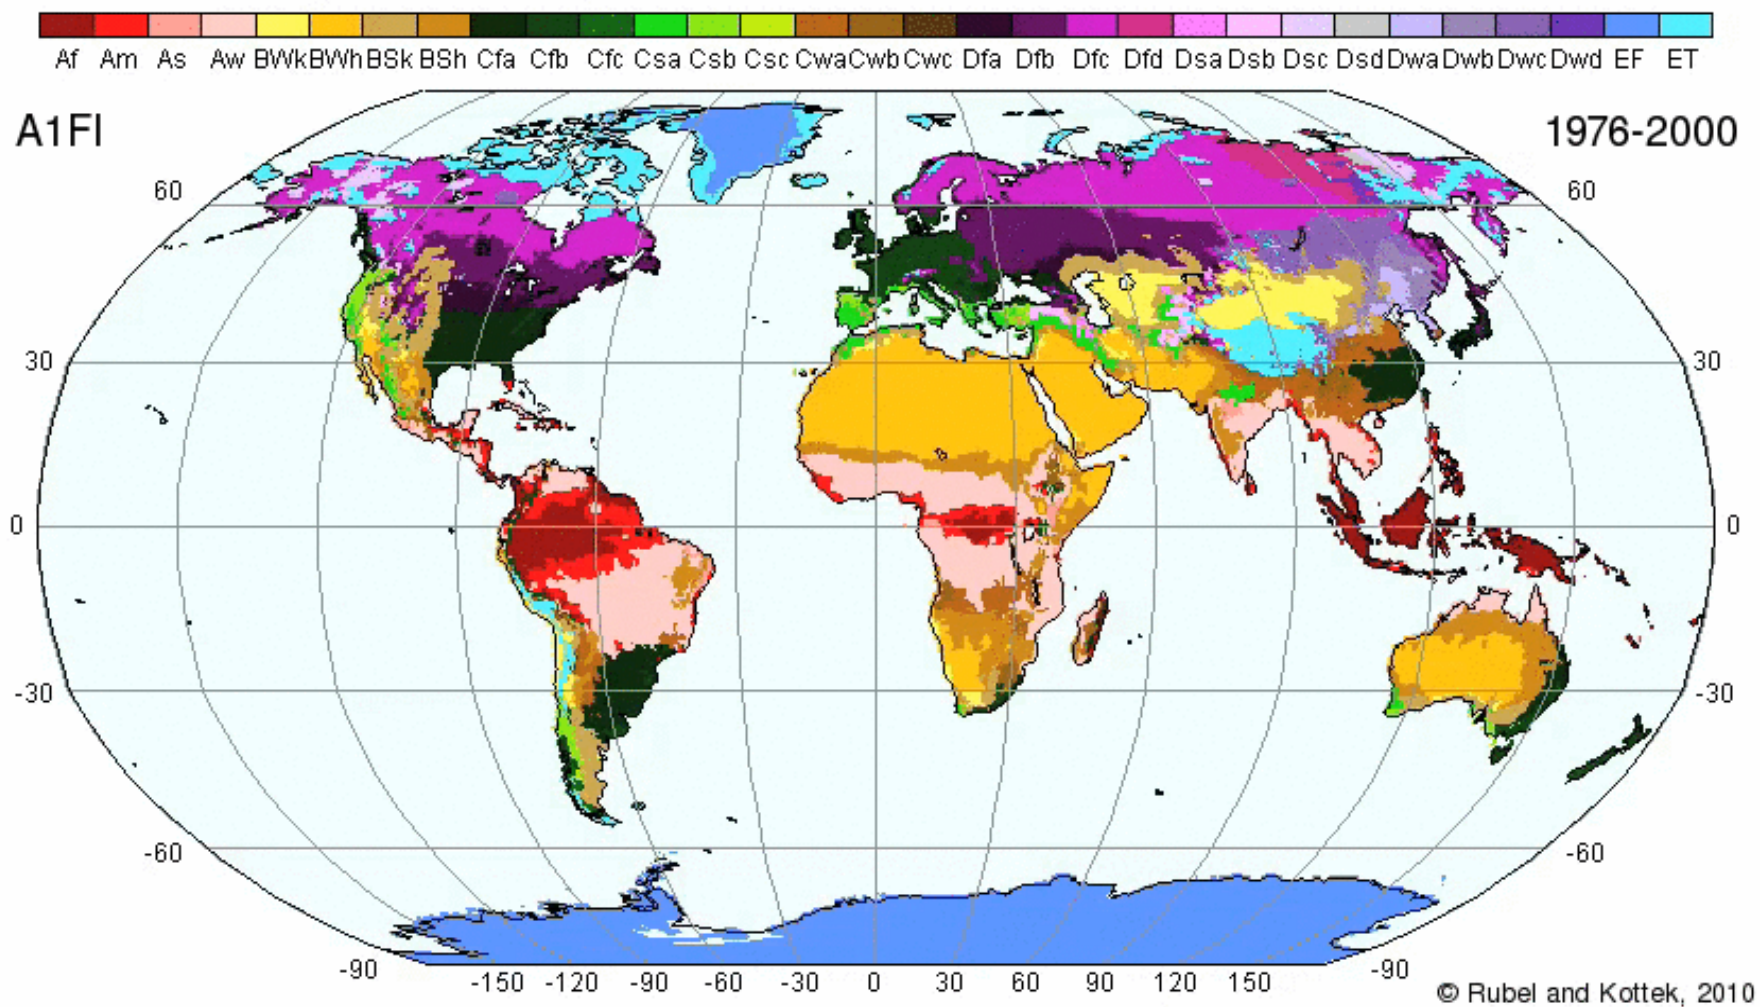 Af Am As Aw BWk BWh BSk BSh Cfa Cfb Cfc Csa Csb Csc Cwa Cwb Cwc Dfa Dfb Dfc Dfd Dsa Dsb Dsc Dsd Dwa Dwb Dwc Dwd EF ET
A1FI 1976-2000
60 60
30 30
0 0
-30 -30
-60 -60
-90 -90
-150 -120 -90 -60 -30 0 30 60 90 120 150
© Rubel and Kottek, 2010